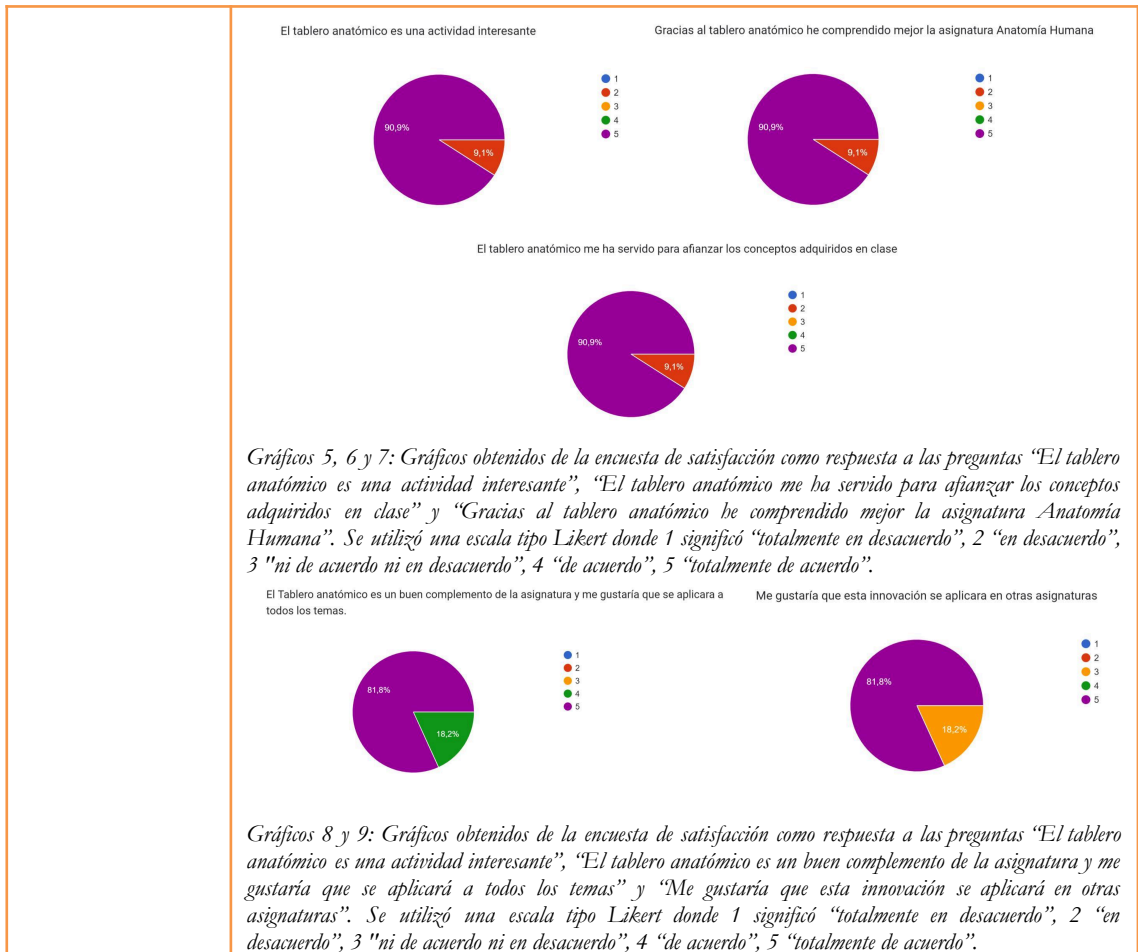 El tablero anatómico es una actividad interesante
90,9%
9,1%
1
2
3
4
5
Gracias al tablero anatómico he comprendido mejor la asignatura Anatomía Humana
90,9%
9,1%
1
2
3
4
5
El tablero anatómico me ha servido para afianzar los conceptos adquiridos en clase
90,9%
9,1%
1
2
3
4
5
Gráficos 5, 6 y 7: Gráficos obtenidos de la encuesta de satisfacción como respuesta a las preguntas “El tablero
anatómico es una actividad interesante”, “El tablero anatómico me ha servido para afianzar los conceptos
adquiridos en clase” y “Gracias al tablero anatómico he comprendido mejor la asignatura Anatomía
Humana”. Se utilizó una escala tipo Likert donde 1 significó “totalmente en desacuerdo”, 2 “en desacuerdo”,
3 "ni de acuerdo ni en desacuerdo”, 4 “de acuerdo”, 5 “totalmente de acuerdo”.
El Tablero anatómico es un buen complemento de la asignatura y me gustaría que se aplicara a
todos los temas.
81,8%
18,2%
1
2
3
4
5
Me gustaría que esta innovación se aplicara en otras asignaturas
81,8%
18,2%
1
2
3
4
5
Gráficos 8 y 9: Gráficos obtenidos de la encuesta de satisfacción como respuesta a las preguntas “El tablero
anatómico es una actividad interesante”, “El tablero anatómico es un buen complemento de la asignatura y me
gustaría que se aplicará a todos los temas” y “Me gustaría que esta innovación se aplicará en otras
asignaturas”. Se utilizó una escala tipo Likert donde 1 significó “totalmente en desacuerdo”, 2 “en
desacuerdo”, 3 "ni de acuerdo ni en desacuerdo”, 4 “de acuerdo”, 5 “totalmente de acuerdo”.